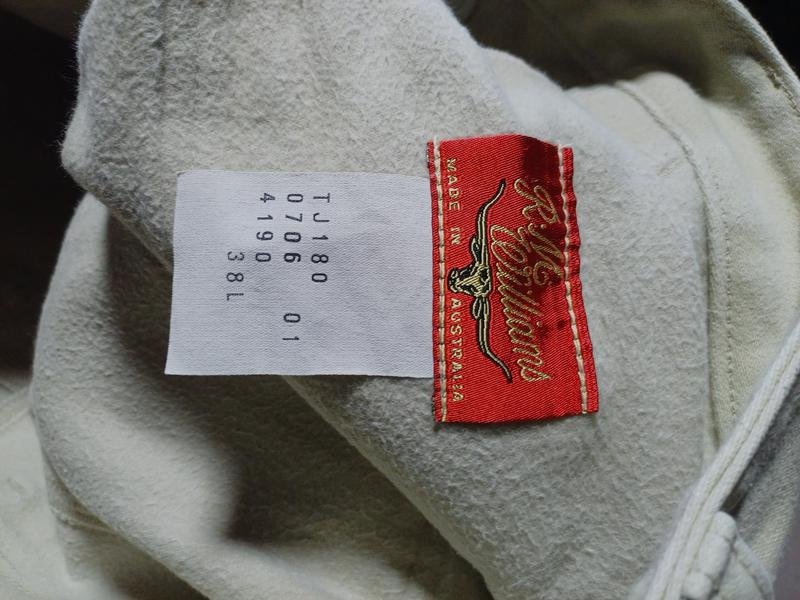 R.M.
Williams
MADE IN AUSTRALIA
TJ180 01
0706
4190
38L